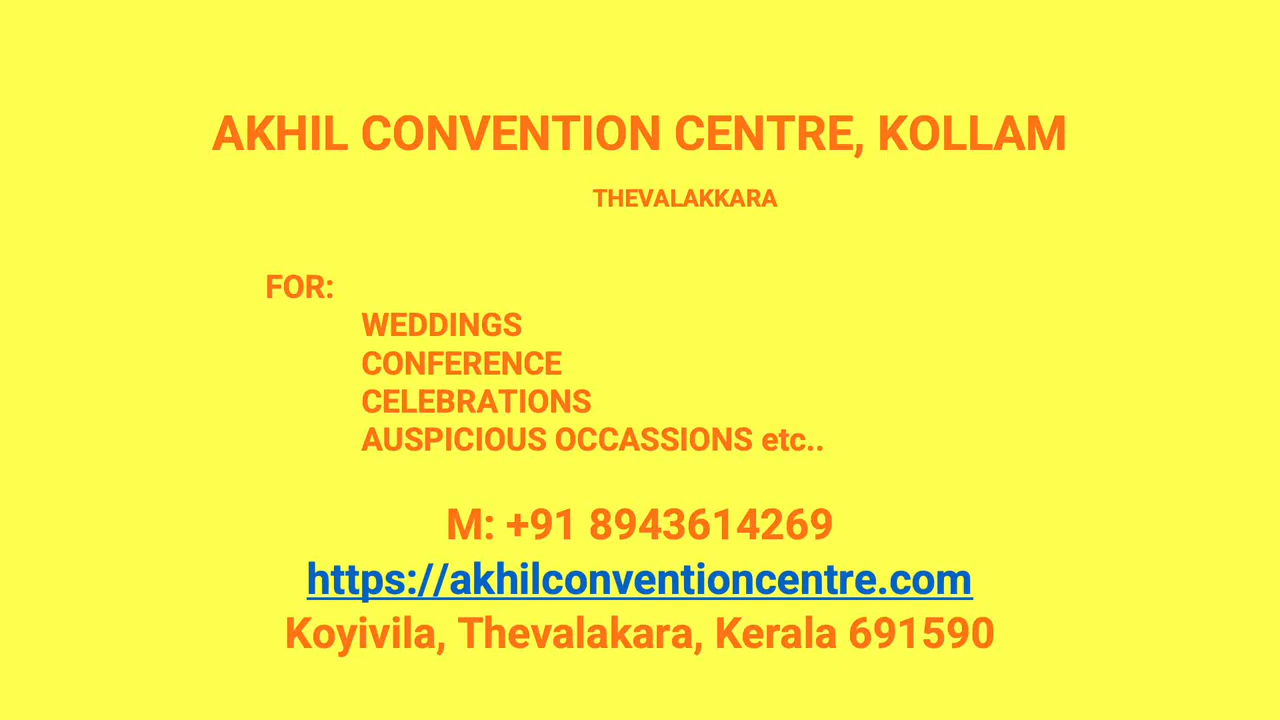 AKHIL CONVENTION CENTRE, KOLLAM
THEVALAKKARA
FOR:
WEDDINGS
CONFERENCE
CELEBRATIONS
AUSPICIOUS OCCASSIONS etc..
M: +91 8943614269
https://akhilconventioncentre.com
Koyivila, Thevalakara, Kerala 691590